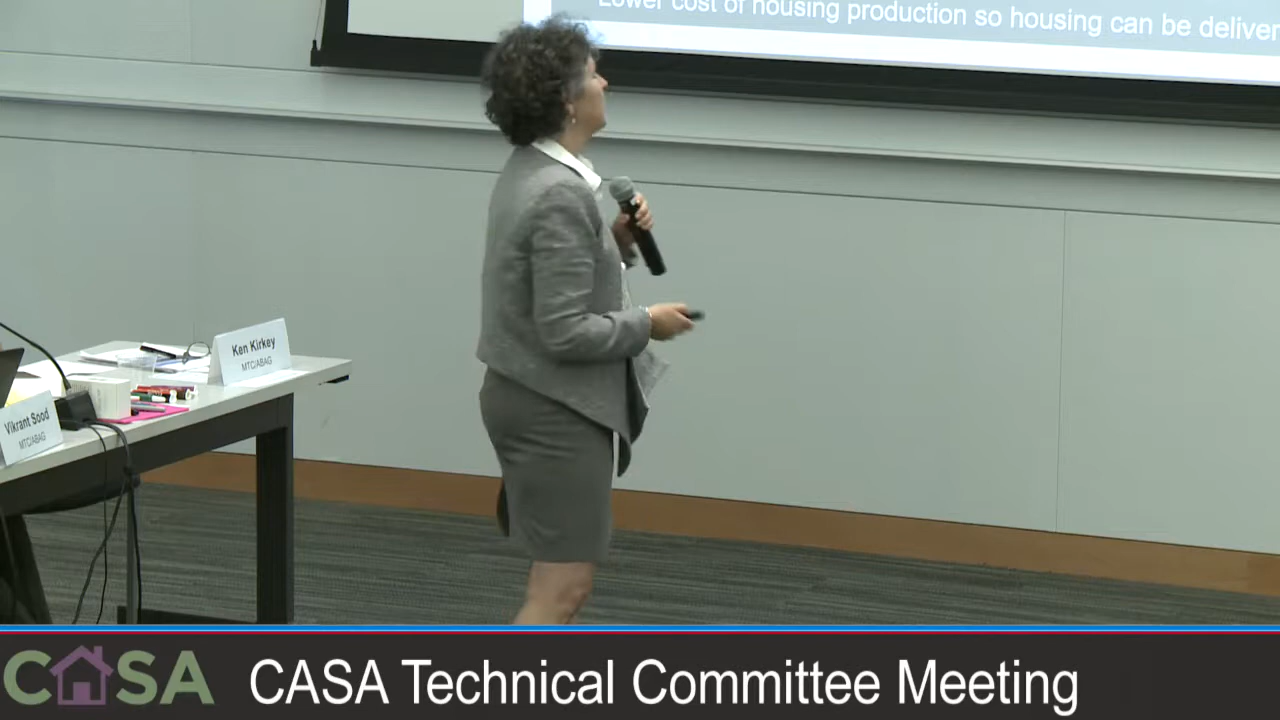 Lower cost of housing production so housing can be deliver
Ken Kirkey
MTC/ABAG
Vikrant Sood
MTC/ABAG
CASA
CASA Technical Committee Meeting